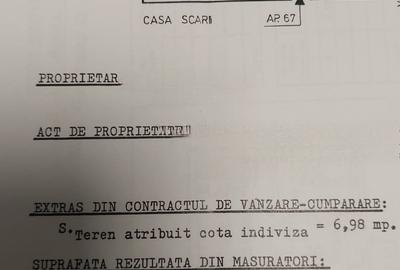 CASA SCARII AP. 67
PROPRIETAR
ACT DE PROPRIETATE
EXTRAS DIN CONTRACTUL DE VANZARE-CUMPARARE:
S. Teren atribuit cota indiviza = 6,98 mp.
SUPRAFATA REZULTATA DIN MASURATORI: